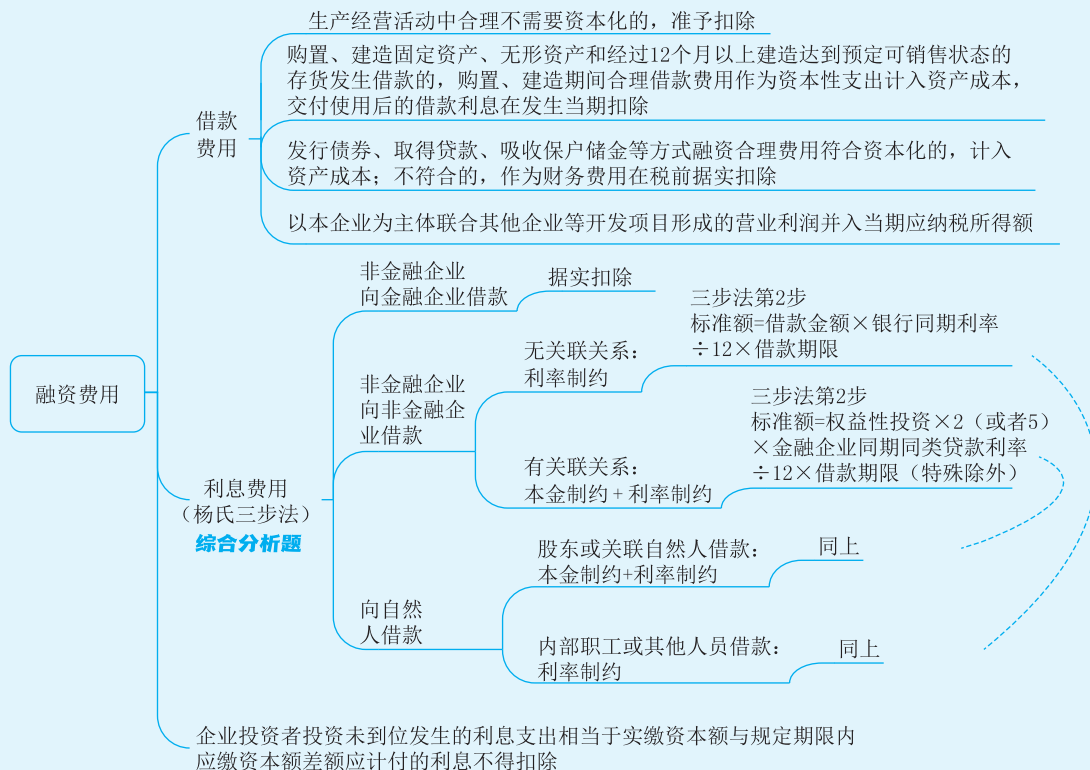 融资费用
借款
费用
生产经营活动中合理不需要资本化的，准予扣除
购置、建造固定资产、无形资产和经过12个月以上建造达到预定可销售状态的
存货发生借款的，购置、建造期间合理借款费用作为资本性支出计入资产成本，
交付使用后的借款利息在发生当期扣除
发行债券、取得贷款、吸收保户储金等方式融资合理费用符合资本化的，计入
资产成本；不符合的，作为财务费用在税前据实扣除
以本企业为主体联合其他企业等开发项目形成的营业利润并入当期应纳税所得额
利息费用
（杨氏三步法）
综合分析题
非金融企业
向金融企业借款
据实扣除
非金融企业
向非金融企
业借款
无关联关系：
利率制约
三步法第2步
标准额=借款金额×银行同期利率
÷12×借款期限
有关联关系：
本金制约+利率制约
三步法第2步
标准额=权益性投资×2（或者5）
×金融企业同期同类贷款利率
÷12×借款期限（特殊除外）
向自然
人借款
股东或关联自然人借款：
本金制约+利率制约
同上
内部职工或其他人员借款：
利率制约
同上
企业投资者投资未到位发生的利息支出相当于实缴资本额与规定期限内
应缴资本额差额应计付的利息不得扣除